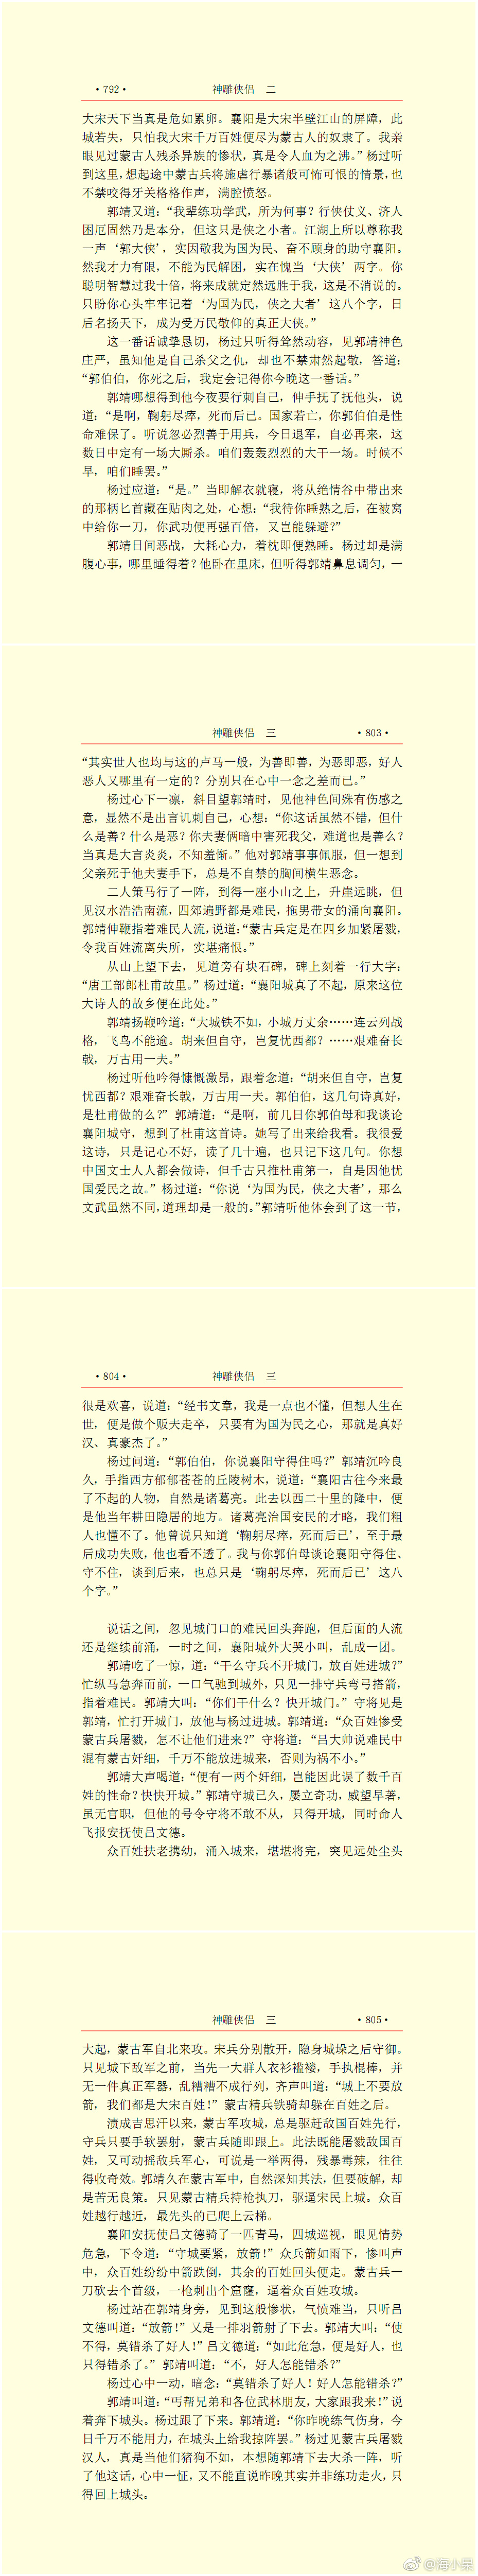 ·792· 神雕侠侣 二
大宋天下当真是危如累卵。襄阳是大宋半壁江山的屏障，此
城若失，只怕我大宋千万百姓便尽为蒙古人的奴隶了。我亲
眼见过蒙古人残杀异族的惨状，真是令人血为之沸。”杨过听
到这里，想起途中蒙古兵将施虐行暴诸般可怖可恨的情景，也
不禁咬得牙关格格作声，满腔愤怒。
郭靖又道：“我辈练功学武，所为何事？行侠仗义、济人
困厄固然乃是本分，但这只是侠之小者。江湖上所以尊称我
一声‘郭大侠’，实因敬我为国为民、奋不顾身的助守襄阳。
然我才力有限，不能为民解困，实在愧当‘大侠’两字。你
聪明智慧过我十倍，将来成就定然远胜于我，这是不消说的。
只盼你心头牢牢记着‘为国为民，侠之大者’这八个字，日
后名扬天下，成为受万民敬仰的真正大侠。”
这一番话诚挚恳切，杨过只听得耸然动容，见郭靖神色
庄严，虽知他是自己杀父之仇，却也不禁肃然起敬，答道：
“郭伯伯，你死之后，我定会记得你今晚这一番话。”
郭靖哪想得到他今夜要行刺自己，伸手抚了抚他头，说
道：“是啊，鞠躬尽瘁，死而后已。国家若亡，你郭伯伯是性
命难保了。听说忽必烈善于用兵，今日退军，自必再来，这
数日中定有一场大厮杀。咱们轰轰烈烈的大干一场。时候不
早，咱们睡罢。”
杨过应道：“是。”当即解衣就寝，将从绝情谷中带出来
的那柄匕首藏在贴肉之处，心想：“我待你睡熟之后，在被窝
中给你一刀，你武功便再强百倍，又岂能躲避？”
郭靖日间恶战，大耗心力，着枕即便熟睡。杨过却是满
腹心事，哪里睡得着？他卧在里床，但听得郭靖鼻息调匀，一
神雕侠侣 三 ·803·
“其实世人也均与这的卢马一般，为善即善，为恶即恶，好人
恶人又哪里有一定的？分别只在心中一念之差而已。”
杨过心下一凛，斜目望郭靖时，见他神色间殊有伤感之
意，显然不是出言讥刺自己，心想：“你这话虽然不错，但什
么是善？什么是恶？你夫妻俩暗中害死我父，难道也是善么？
当真是大言炎炎，不知羞惭。”他对郭靖事事佩服，但一想到
父亲死于他夫妻手下，总是不自禁的胸间横生恶念。
二人策马行了一阵，到得一座小山之上，升崖远眺，但
见汉水浩浩南流，四郊遍野都是难民，拖男带女的涌向襄阳。
郭靖伸鞭指着难民人流，说道：“蒙古兵定是在四乡加紧屠戮，
令我百姓流离失所，实堪痛恨。”
从山上望下去，见道旁有块石碑，碑上刻着一行大字：
“唐工部郎杜甫故里。”杨过道：“襄阳城真了不起，原来这位
大诗人的故乡便在此处。”
郭靖扬鞭吟道：“大城铁不如，小城万丈余……连云列战
格，飞鸟不能逾。胡来但自守，岂复忧西都？……艰难奋长
戟，万古用一夫。”
杨过听他吟得慷慨激昂，跟着念道：“胡来但自守，岂复
忧西都？艰难奋长戟，万古用一夫。郭伯伯，这几句诗真好，
是杜甫做的么？”郭靖道：“是啊，前几日你郭伯母和我谈论
襄阳城守，想到了杜甫这首诗。她写了出来给我看。我很爱
这诗，只是记心不好，读了几十遍，也只记下这几句。你想
中国文士人人都会做诗，但千古只推杜甫第一，自是因他忧
国爱民之故。”杨过道：“你说‘为国为民，侠之大者’，那么
文武虽然不同，道理却是一般的。”郭靖听他体会到了这一节，
·804· 神雕侠侣 三
很是欢喜，说道：“经书文章，我是一点也不懂，但想人生在
世，便是做个贩夫走卒，只要有为国为民之心，那就是真好
汉、真豪杰了。”
杨过问道：“郭伯伯，你说襄阳守得住吗？”郭靖沉吟良
久，手指西方郁郁苍苍的丘陵树木，说道：“襄阳古往今来最
了不起的人物，自然是诸葛亮。此去以西二十里的隆中，便
是他当年耕田隐居的地方。诸葛亮治国安民的才略，我们粗
人也懂不了。他曾说只知道‘鞠躬尽瘁，死而后已’，至于最
后成功失败，他也看不透了。我与你郭伯母谈论襄阳守得住、
守不住，谈到后来，也总只是‘鞠躬尽瘁，死而后已’这八
个字。”
说话之间，忽见城门口的难民回头奔跑，但后面的人流
还是继续前涌，一时之间，襄阳城外大哭小叫，乱成一团。
郭靖吃了一惊，道：“干么守兵不开城门，放百姓进城？”
忙纵马急奔而前，一口气驰到城外，只见一排守兵弯弓搭箭，
指着难民。郭靖大叫：“你们干什么？快开城门。”守将见是
郭靖，忙打开城门，放他与杨过进城。郭靖道：“众百姓惨受
蒙古兵屠戮，怎不让他们进来？”守将道：“吕大帅说难民中
混有蒙古奸细，千万不能放进城来，否则为祸不小。”
郭靖大声喝道：“便有一两个奸细，岂能因此误了数千百
姓的性命？快快开城。”郭靖守城已久，屡立奇功，威望早著，
虽无官职，但他的号令守将不敢不从，只得开城，同时命人
飞报安抚使吕文德。
众百姓扶老携幼，涌入城来，堪堪将完，突见远处尘头
神雕侠侣 三 ·805·
大起，蒙古军自北来攻。宋兵分别散开，隐身城垛之后守御。
只见城下敌军之前，当先一大群人衣衫褴褛，手执棍棒，并
无一件真正军器，乱糟糟不成行列，齐声叫道：“城上不要放
箭，我们都是大宋百姓！”蒙古精兵铁骑却躲在百姓之后。
渍成吉思汗以来，蒙古军攻城，总是驱赶敌国百姓先行，
守兵只要手软罢射，蒙古兵随即跟上。此法既能屠戮敌国百
姓，又可动摇敌兵军心，可说是一举两得，残暴毒辣，往往
得收奇效。郭靖久在蒙古军中，自然深知其法，但要破解，却
是苦无良策。只见蒙古精兵持枪执刀，驱逼宋民上城。众百
姓越行越近，最先头的已爬上云梯。
襄阳安抚使吕文德骑了一匹青马，四城巡视，眼见情势
危急，下令道：“守城要紧，放箭！”众兵箭如雨下，惨叫声
中，众百姓纷纷中箭跌倒，其余的百姓回头便走。蒙古兵一
刀砍去个首级，一枪刺出个窟窿，逼着众百姓攻城。
杨过站在郭靖身旁，见到这般惨状，气愤难当，只听吕
文德叫道：“放箭！”又是一排羽箭射了下去。郭靖大叫：“使
不得，莫错杀了好人！”吕文德道：“如此危急，便是好人，也
只得错杀了。”郭靖叫道：“不，好人怎能错杀？”
杨过心中一动，暗念：“莫错杀了好人！好人怎能错杀？”
郭靖叫道：“丐帮兄弟和各位武林朋友，大家跟我来！”说
着奔下城头。杨过跟了下来。郭靖道：“你昨晚练气伤身，今
日千万不能用力，在城头上给我掠阵罢。”杨过见蒙古兵屠戮
汉人，真是当他们猪狗不如，本想随郭靖下去大杀一阵，听
了他这话，心中一怔，又不能直说昨晚其实并非练功走火，只
得回上城头。
@海小呆